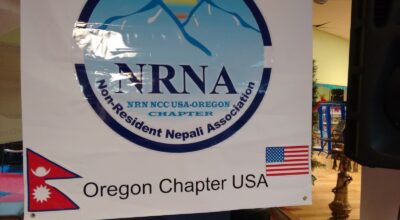 NRNA
NRN NCC USA-OREGON
CHAPTER
Non-Resident Nepali Association
Oregon Chapter USA